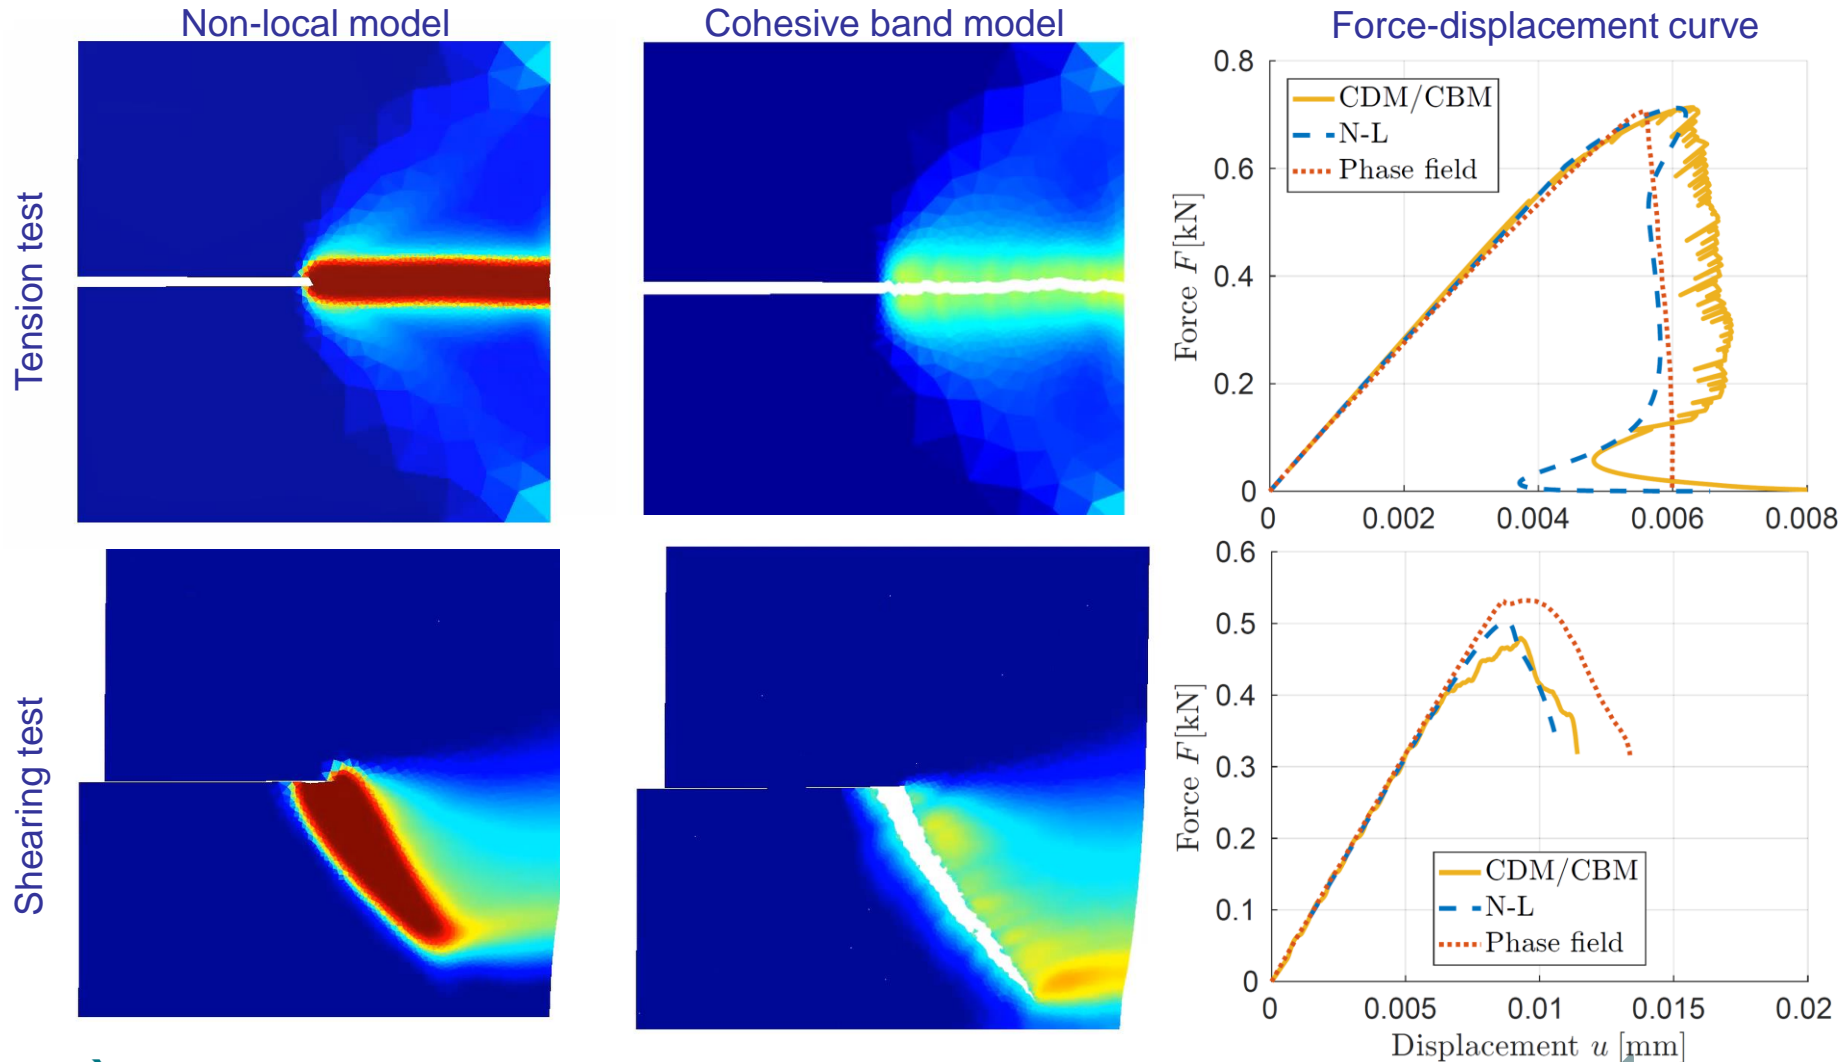 Non-local model
Cohesive band model
Force-displacement curve
Tension test
0.8
0.6
0.4
0.2
0
Force F[kN]
CDM/CBM
N-L
Phase field
0
0.002
0.004
0.006
0.008
Shearing test
0.6
0.5
0.4
0.3
0.2
0.1
0
Force F[kN]
CDM/CBM
N-L
Phase field
0
0.005
0.01
0.015
0.02
Displacement u [mm]